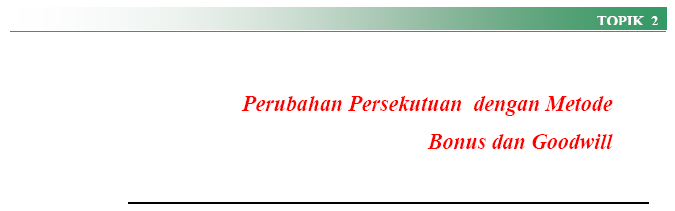 TOPIK 2
Perubahan Persekutuan dengan Metode
Bonus dan Goodwill